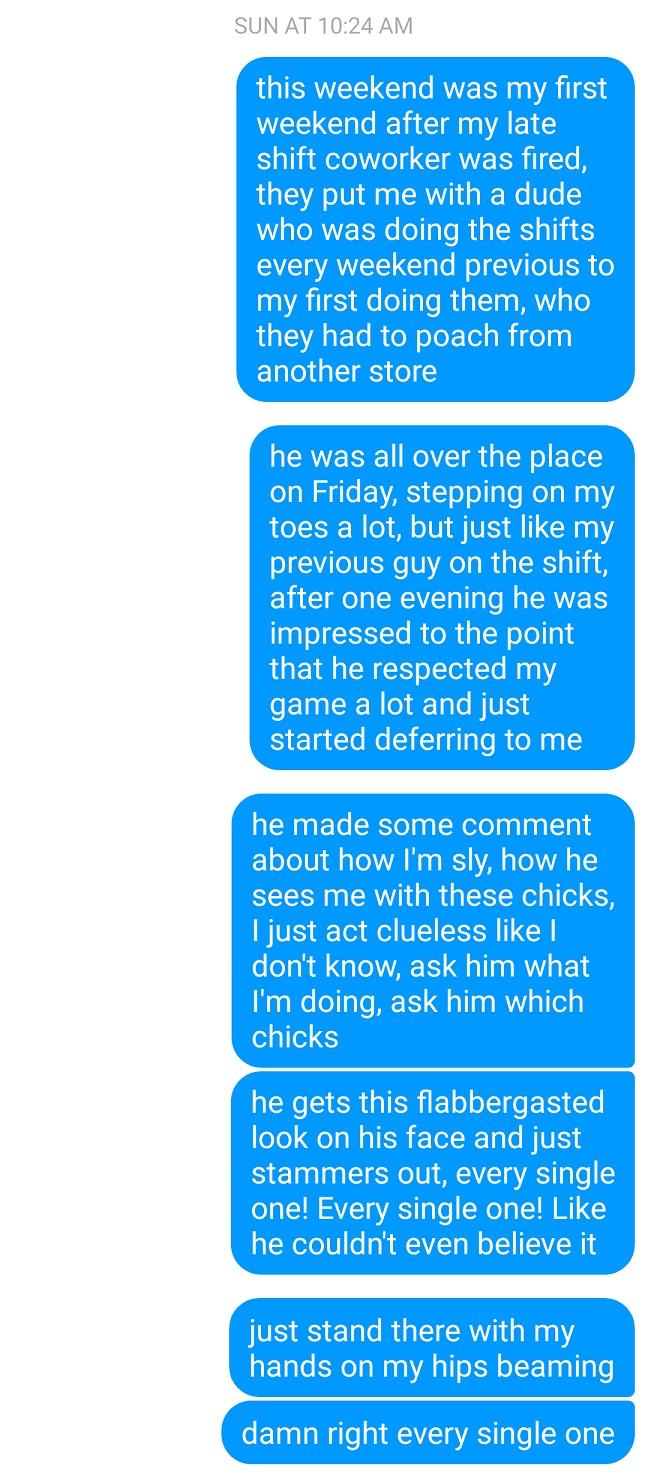 SUN AT 10:24 AM
this weekend was my first
weekend after my late
shift coworker was fired,
they put me with a dude
who was doing the shifts
every weekend previous to
my first doing them, who
they had to poach from
another store
he was all over the place
on Friday, stepping on my
toes a lot, but just like my
previous guy on the shift,
after one evening he was
impressed to the point
that he respected my
game a lot and just
started deferring to me
he made some comment
about how I'm sly, how he
sees me with these chicks,
I just act clueless like I
don't know, ask him what
I'm doing, ask him which
chicks
he gets this flabbergasted
look on his face and just
stammers out, every single
one! Every single one! Like
he couldn't even believe it
just stand there with my
hands on my hips beaming
damn right every single one